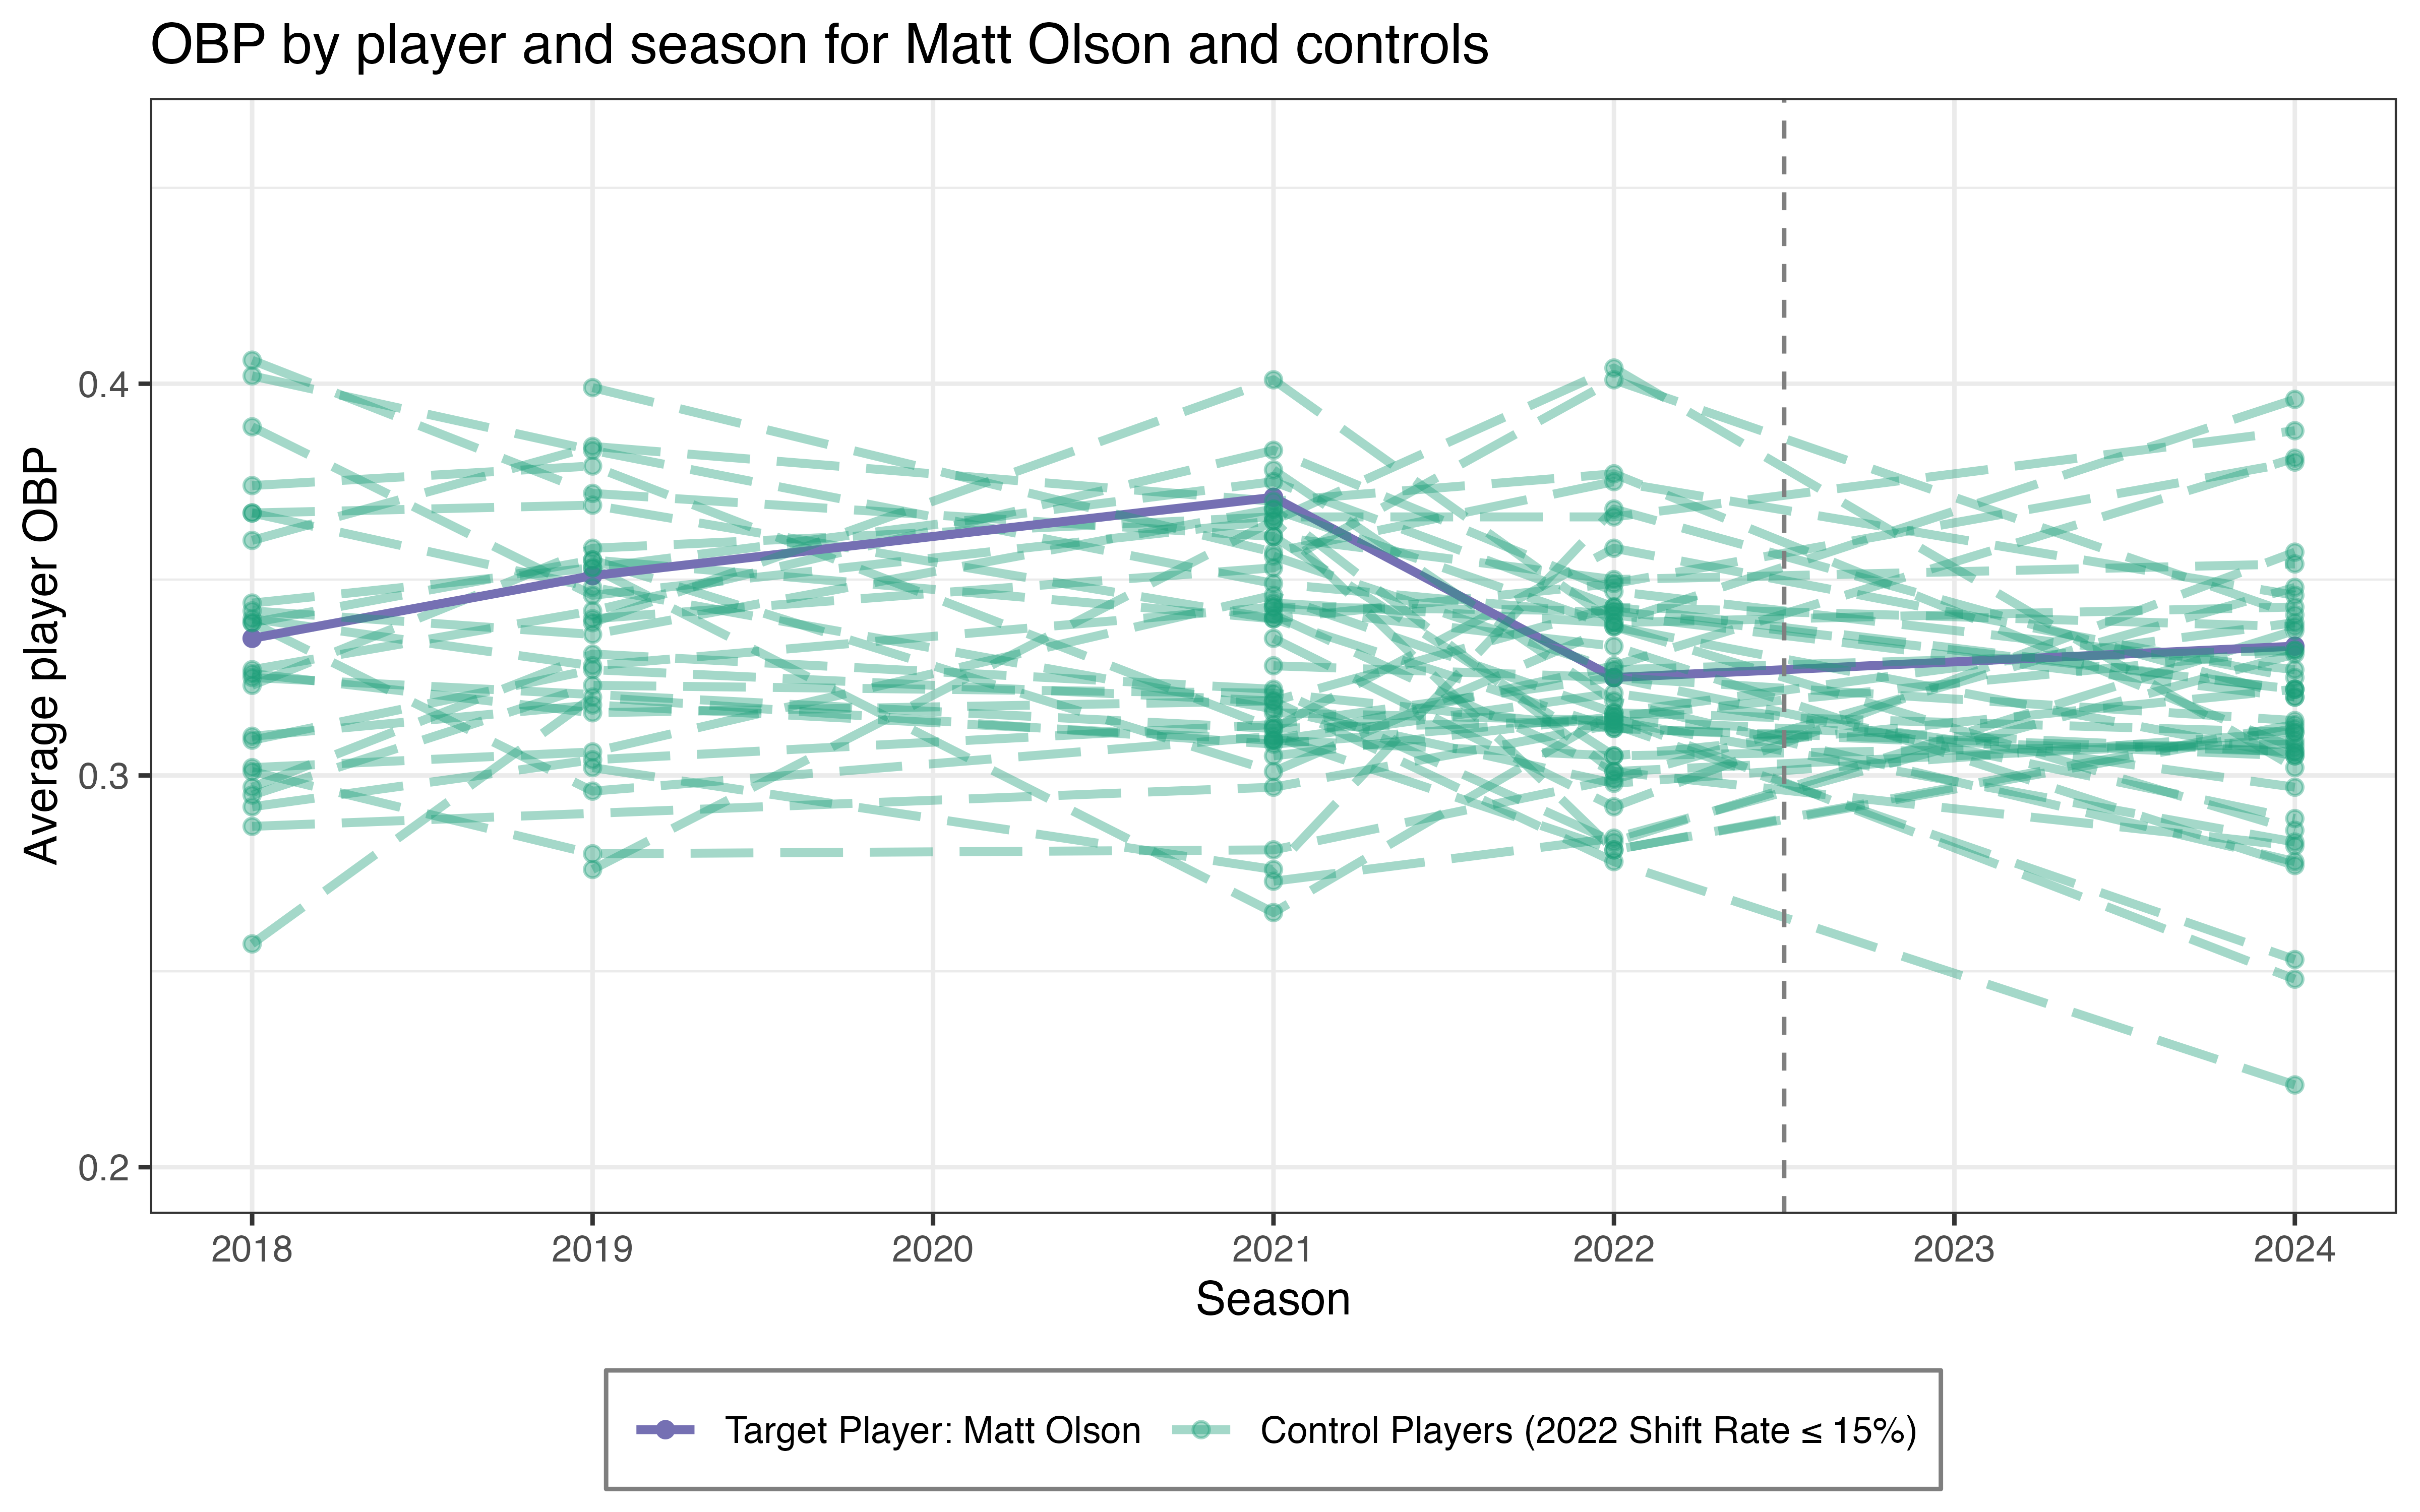 OBP by player and season for Matt Olson and controls
Average player OBP
0.4
0.3
0.2
2018 2019 2020 2021 2022 2023 2024
Season
Target Player: Matt Olson Control Players (2022 Shift Rate ≤ 15%)